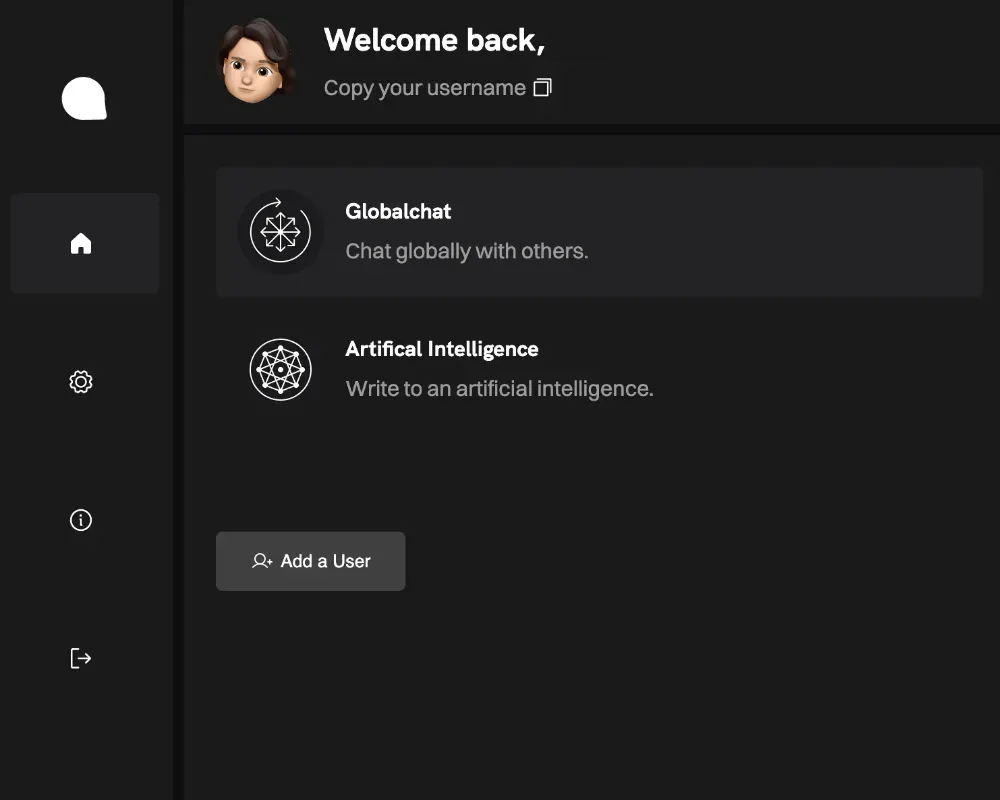 Welcome back,
Copy your username
Globalchat
Chat globally with others.
Artifical Intelligence
Write to an artificial intelligence.
Add a User